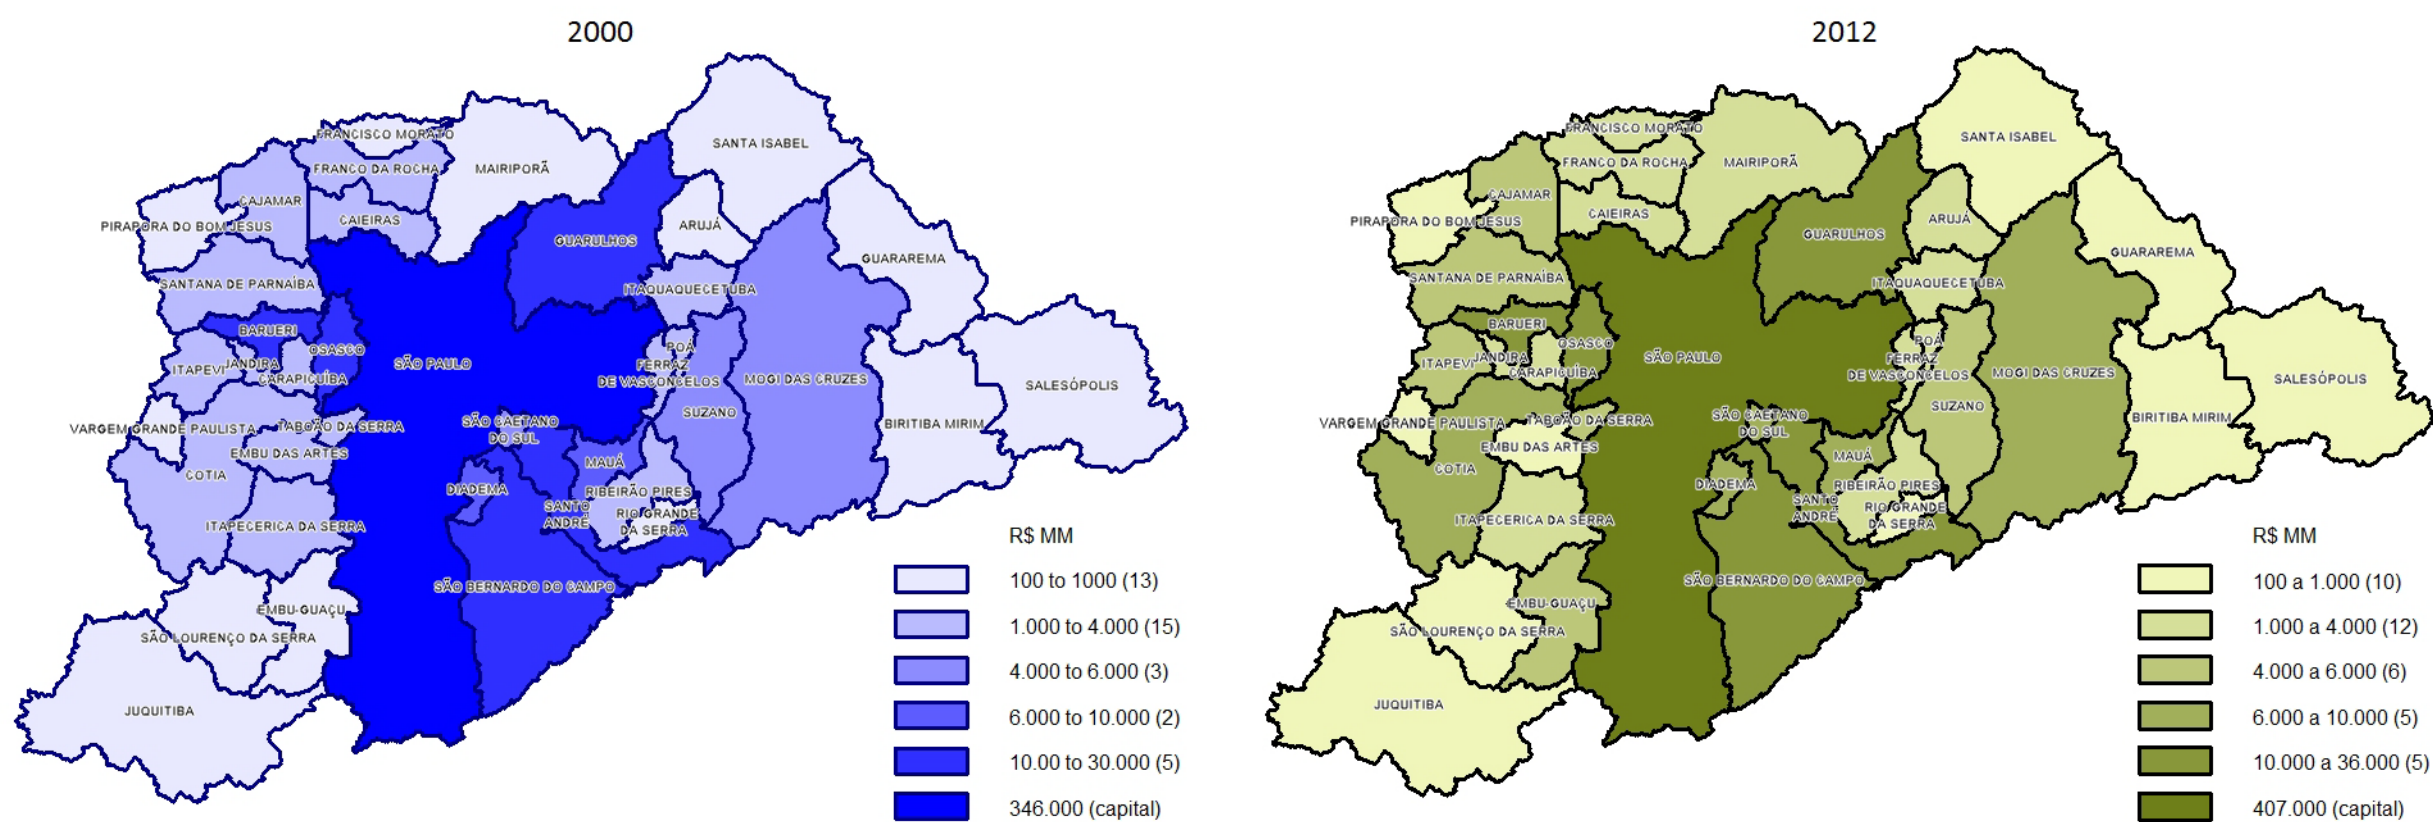 2000
FRANCISCO MORATO
SANTA ISABEL
FRANCO DA ROCHA
MAIRIPORÃ
CAJAMAR
CAIEIRAS
PIRAPORA DO BOM JESUS
ARUJÁ
GUARULHOS
GUARAREMA
SANTANA DE PARNAÍBA
ITAQUAQUECETUBA
BARUERI
OSASCO
POÁ
SÃO PAULO
ITAPEVI
JANDIRA
FERRAZ
DE VASCONCELOS
CARAPICUÍBA
MOGI DAS CRUZES
SALESÓPOLIS
SUZANO
VARGEM GRANDE PAULISTA
TABOÃO DA SERRA
SÃO CAETANO
DO SUL
BIRITIBA MIRIM
EMBU DAS ARTES
MAUÁ
COTIA
DIADEMA
RIBEIRÃO PIRES
SANTO
ANDRÉ
RIO GRANDE
DA SERRA
ITAPECERICA DA SERRA
SÃO BERNARDO DO CAMPO
EMBU-GUAÇU
SÃO LOURENÇO DA SERRA
JUQUITIBA
R$ MM
100 to 1000 (13)
1.000 to 4.000 (15)
4.000 to 6.000 (3)
6.000 to 10.000 (2)
10.00 to 30.000 (5)
346.000 (capital)
2012
FRANCISCO MORATO
SANTA ISABEL
FRANCO DA ROCHA
MAIRIPORÃ
CAJAMAR
CAIEIRAS
PIRAPORA DO BOM JESUS
ARUJÁ
GUARULHOS
GUARAREMA
SANTANA DE PARNAÍBA
ITAQUAQUECETUBA
BARUERI
OSASCO
POÁ
SÃO PAULO
ITAPEVI
JANDIRA
FERRAZ
DE VASCONCELOS
CARAPICUÍBA
MOGI DAS CRUZES
SALESÓPOLIS
SUZANO
VARGEM GRANDE PAULISTA
TABOÃO DA SERRA
SÃO CAETANO
DO SUL
BIRITIBA MIRIM
EMBU DAS ARTES
MAUÁ
COTIA
DIADEMA
RIBEIRÃO PIRES
SANTO
ANDRÉ
RIO GRANDE
DA SERRA
ITAPECERICA DA SERRA
SÃO BERNARDO DO CAMPO
EMBU-GUAÇU
SÃO LOURENÇO DA SERRA
JUQUITIBA
R$ MM
100 a 1.000 (10)
1.000 a 4.000 (12)
4.000 a 6.000 (6)
6.000 a 10.000 (5)
10.000 a 36.000 (5)
407.000 (capital)